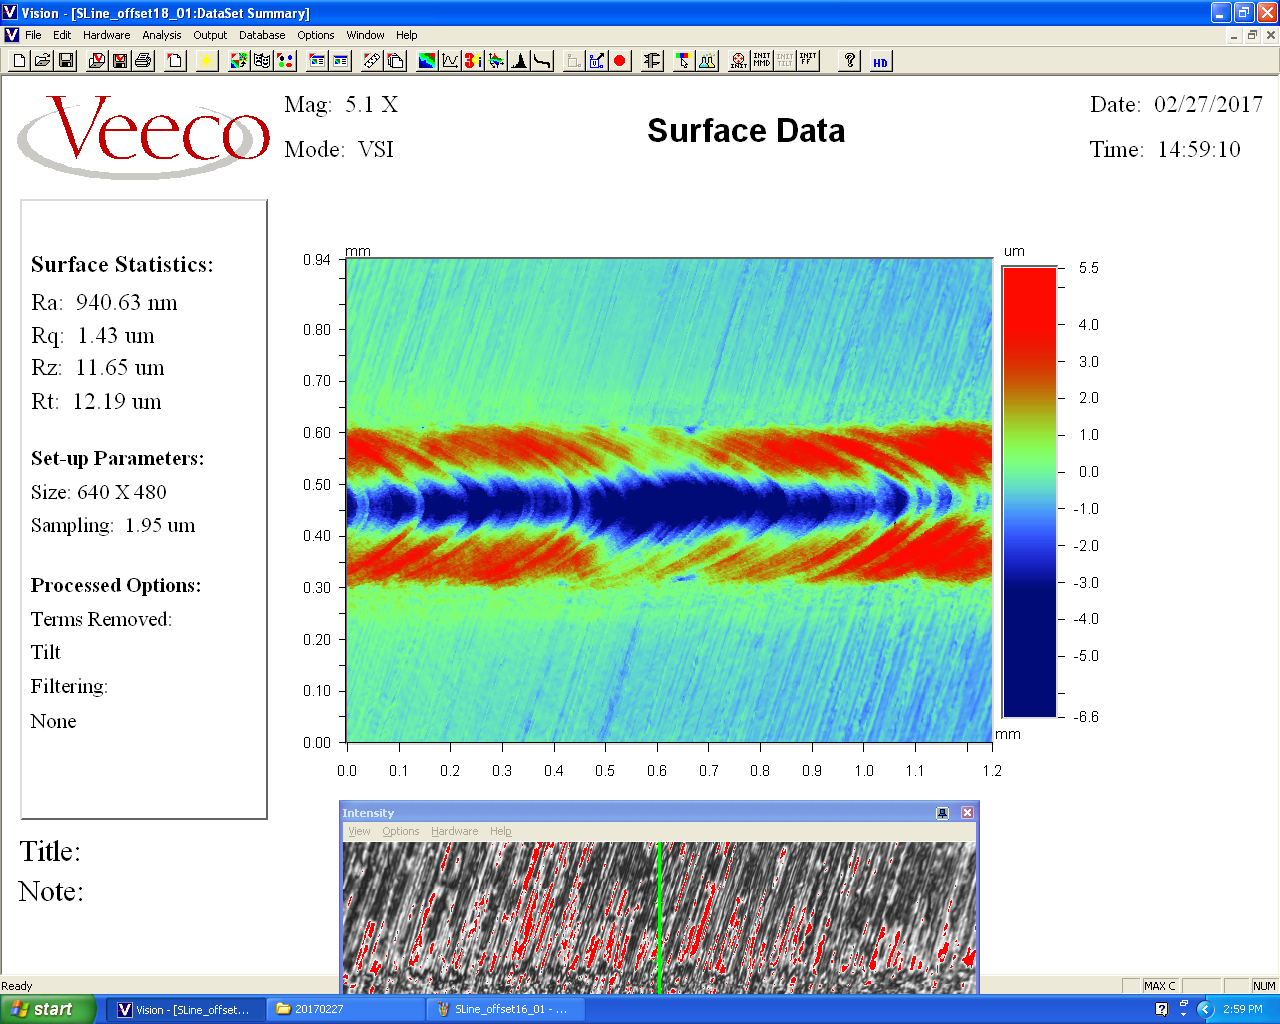 Vision - [SLine_offset18_01:DataSet Summary]
File Edit Hardware Analysis Output Database Options Window Help
INIT INIT MMD INIT TILT INIT FF ? HD
Veeco
Mag: 5.1 X
Mode: VSI
Surface Data
Date: 02/27/2017
Time: 14:59:10
Surface Statistics:
Ra: 940.63 nm
Rq: 1.43 um
Rz: 11.65 um
Rt: 12.19 um
Set-up Parameters:
Size: 640 X 480
Sampling: 1.95 um
Processed Options:
Terms Removed:
Tilt
Filtering:
None
Title:
Note:
mm
0.94
0.80
0.70
0.60
0.50
0.40
0.30
0.20
0.10
0.00
0.0 0.1 0.2 0.3 0.4 0.5 0.6 0.7 0.8 0.9 1.0 1.1 1.2
mm
um
5.5
4.0
3.0
2.0
1.0
0.0
-1.0
-2.0
-3.0
-4.0
-5.0
-6.6
Intensity
View Options Hardware Help
Ready
MAX C NUM
start
Vision - [SLine_offset...
20170227
SLine_offset16_01 - ...
2:59 PM